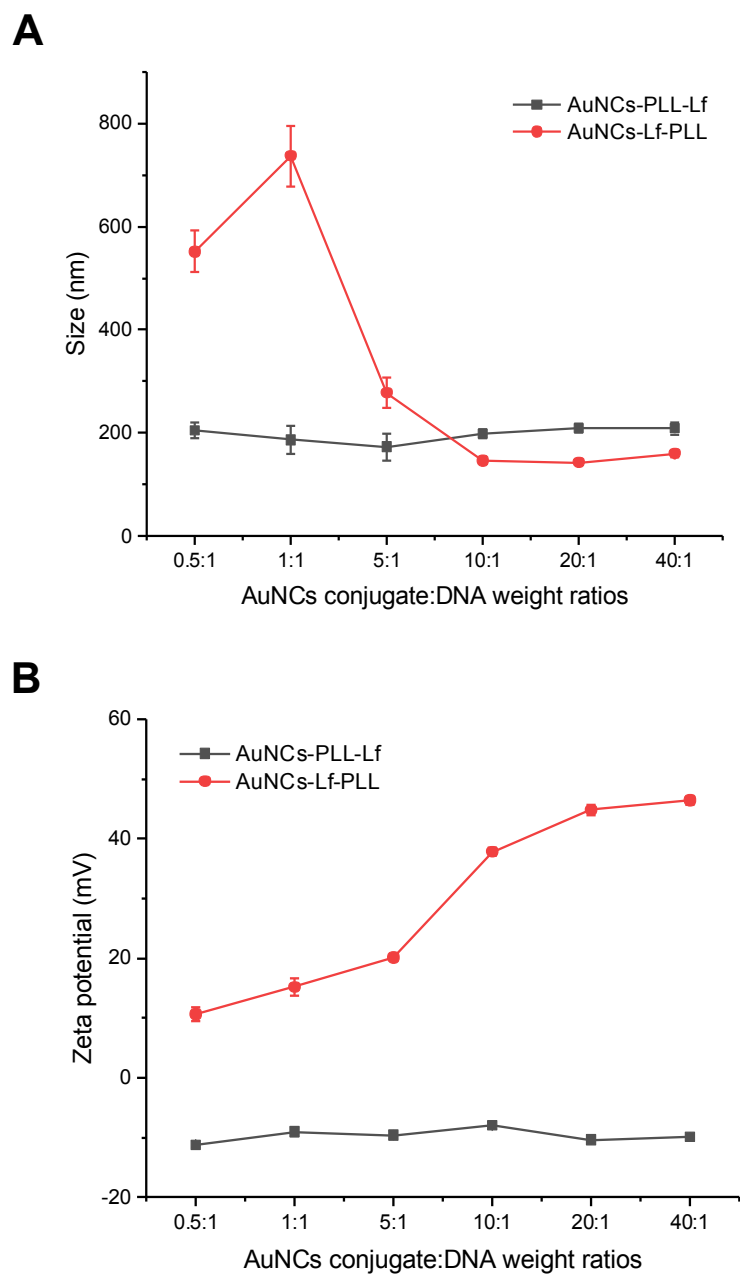 A
AuNCs-PLL-Lf
AuNCs-Lf-PLL
800
600
400
200
0
Size (nm)
0.5:1 1:1 5:1 10:1 20:1 40:1
AuNCs conjugate:DNA weight ratios
B
AuNCs-PLL-Lf
AuNCs-Lf-PLL
60
40
20
0
-20
Zeta potential (mV)
0.5:1 1:1 5:1 10:1 20:1 40:1
AuNCs conjugate:DNA weight ratios